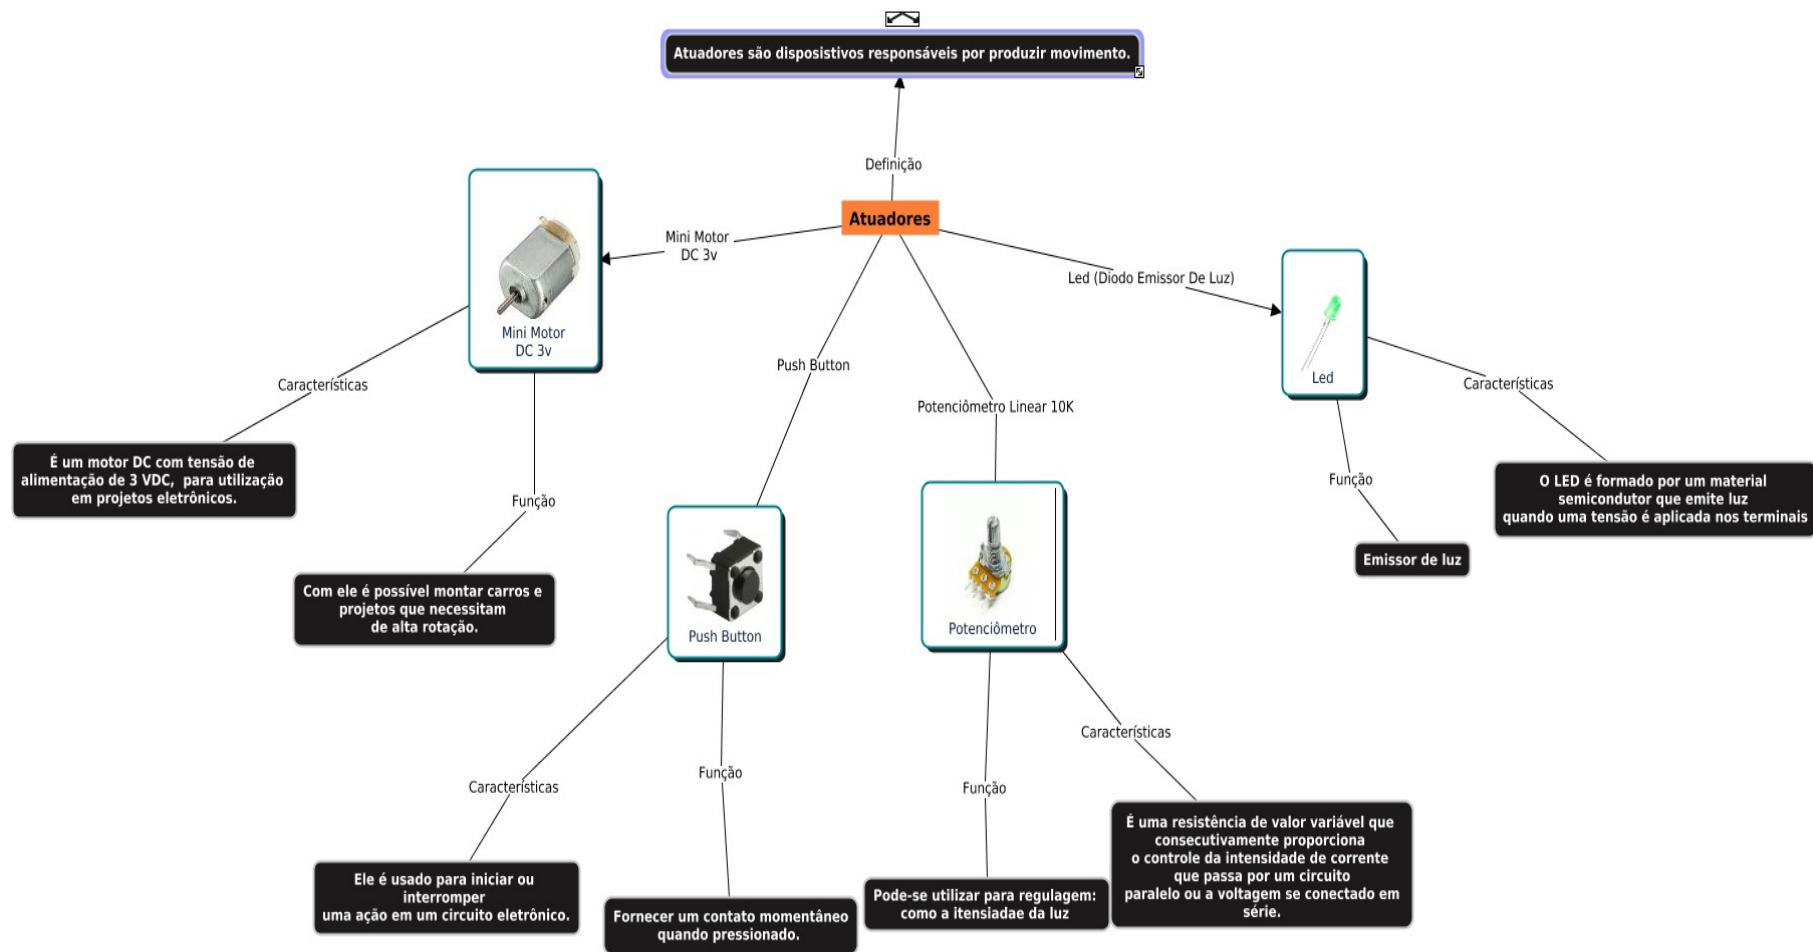 Atuadores são disposistivos responsáveis por produzir movimento.
Definição
Atuadores
Mini Motor
DC 3v
Led (Diodo Emissor De Luz)
Mini Motor
DC 3v
Push Button
Led
Características
Características
Potenciômetro Linear 10K
É um motor DC com tensão de
alimentação de 3 VDC,  para utilização
em projetos eletrônicos.
Função
Função
O LED é formado por um material
semicondutor que emite luz
quando uma tensão é aplicada nos terminais
Emissor de luz
Com ele é possível montar carros e
projetos que necessitam
de alta rotação.
Push Button
Potenciômetro
Características
Função
Características
Função
Ele é usado para iniciar ou
interromper
uma ação em um circuito eletrônico.
Fornecer um contato momentâneo
quando pressionado.
Pode-se utilizar para regulagem:
como a itensiadae da luz
É uma resistência de valor variável que
consecutivamente proporciona
o controle da intensidade de corrente
que passa por um circuito
paralelo ou a voltagem se conectado em
série.